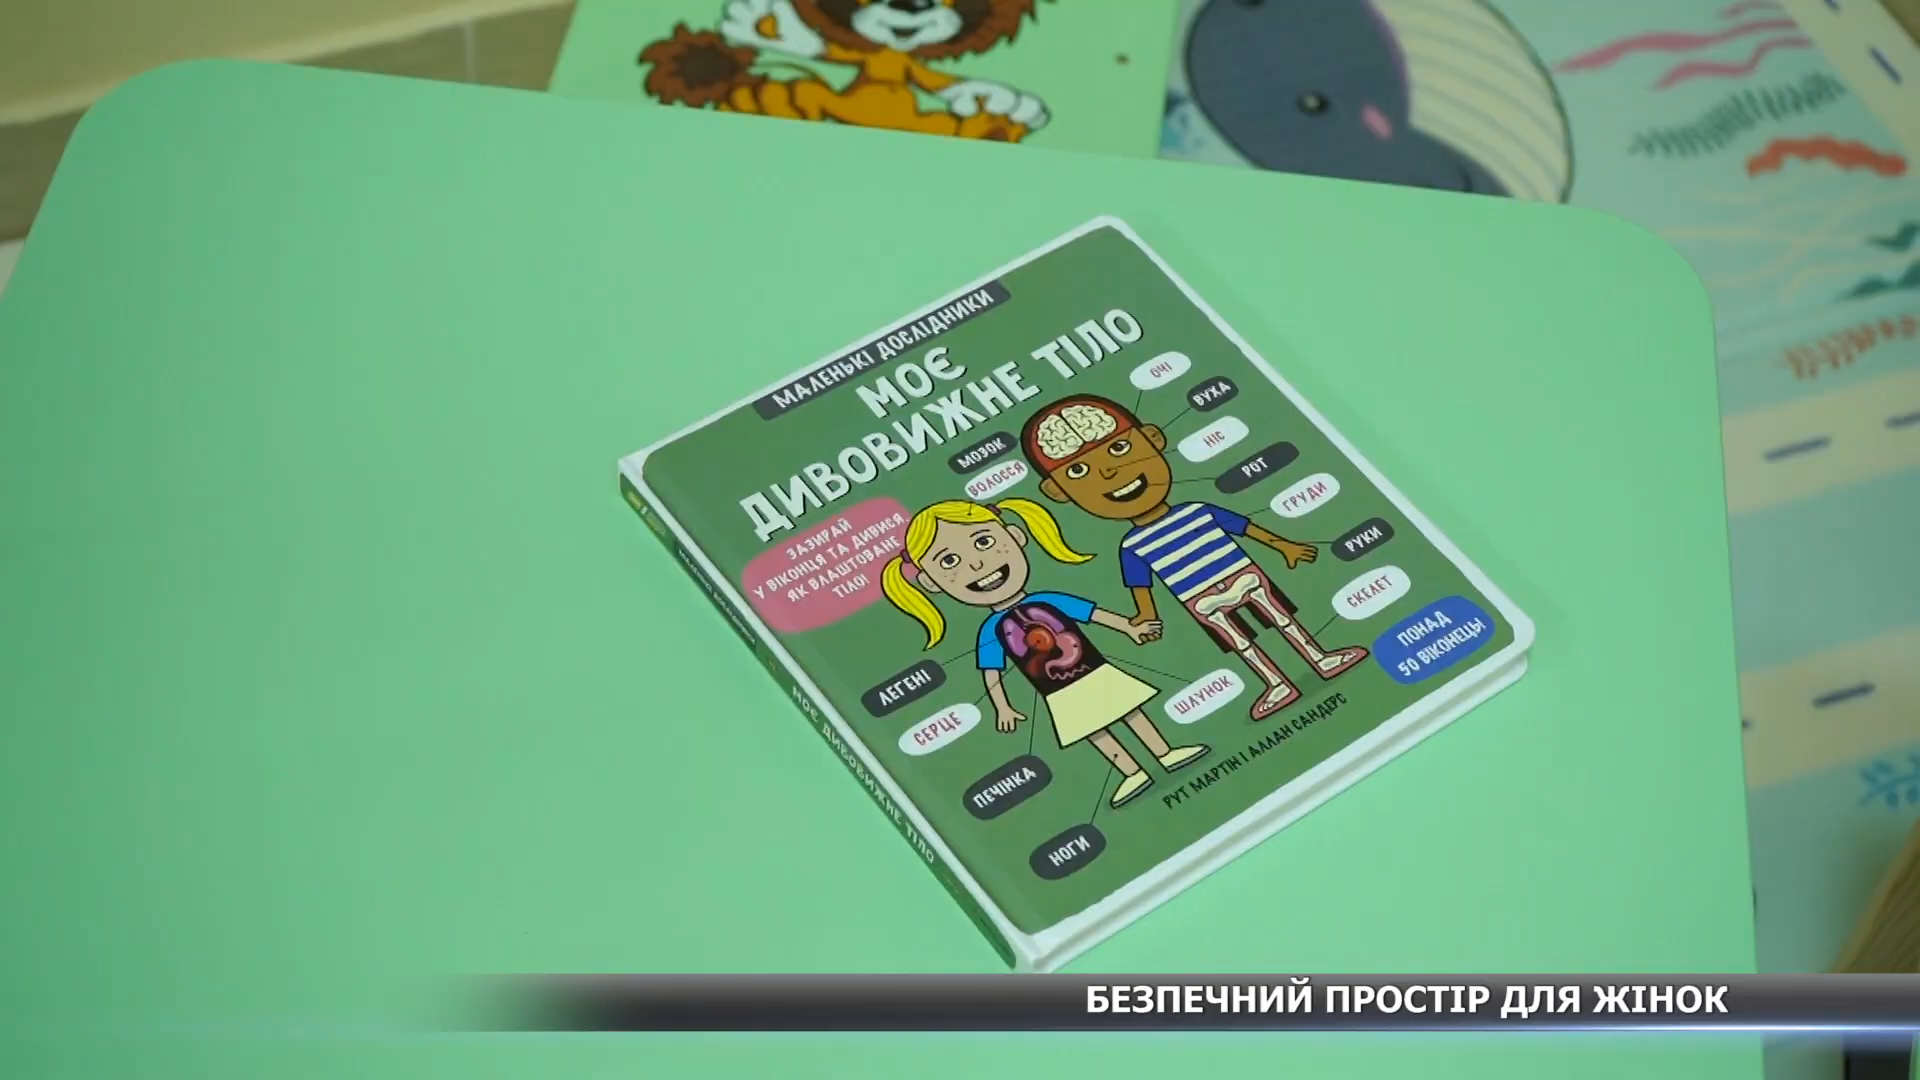 МАЛЕНЬКІ ДОСЛІДНИКИ
МОЄ
ДИВОВИЖНЕ ТІЛО
ЗАЗИРАЙ
У ВІКОНЦЯ ТА ДИВИСЯ,
ЯК ВЛАШТОВАНЕ
ТІЛО!
МОЗОК
ВОЛОССЯ
ОЧІ
ВУХА
НІС
РОТ
ГРУДИ
РУКИ
СКЕЛЕТ
ПОНАД
50 ВІКОНЕЦЬ!
ЛЕГЕНІ
СЕРЦЕ
ПЕЧІНКА
НОГИ
ШЛУНОК
РУТ МАРТІН І АЛЛАН САНДЕРС
МОЄ ДИВОВИЖНЕ ТІЛО
БЕЗПЕЧНИЙ ПРОСТІР ДЛЯ ЖІНОК